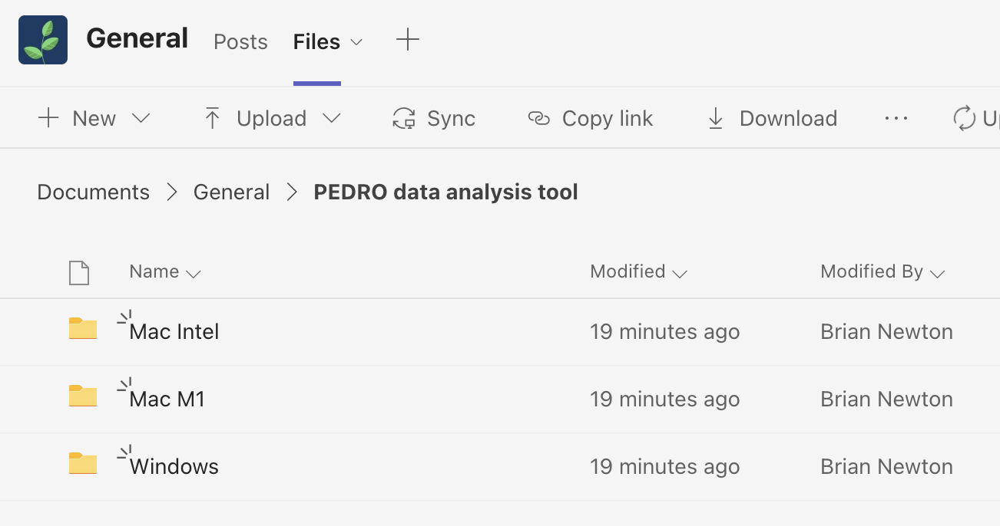 General Posts Files
New Upload Sync Copy link Download ···
Documents > General > PEDRO data analysis tool
Name Modified Modified By
Mac Intel 19 minutes ago Brian Newton
Mac M1 19 minutes ago Brian Newton
Windows 19 minutes ago Brian Newton